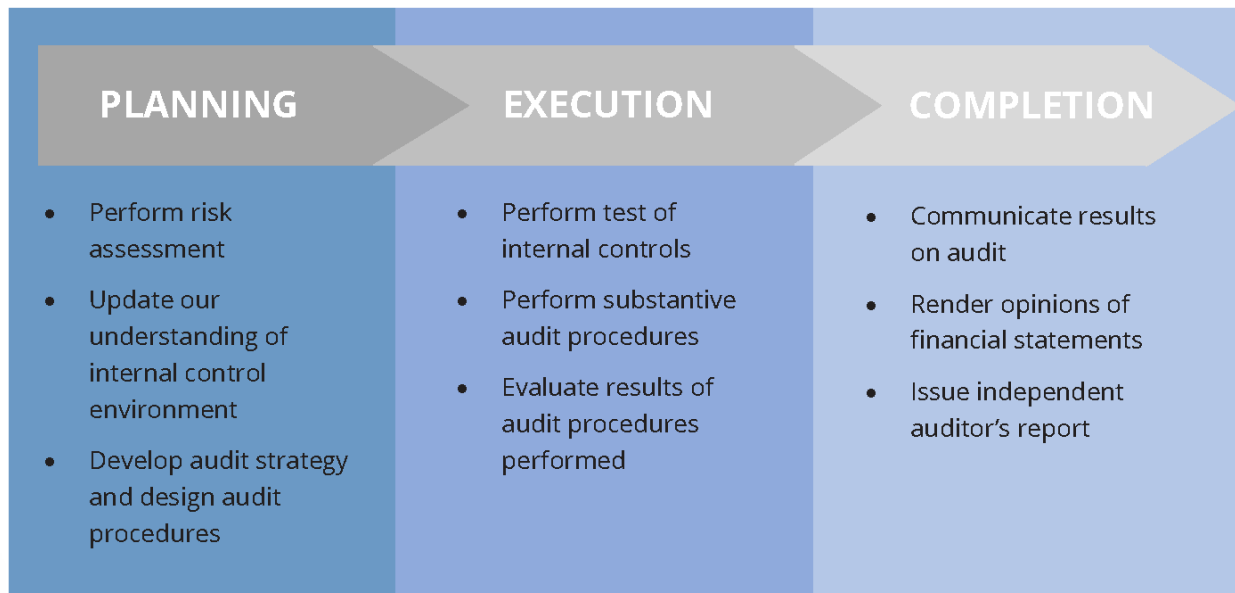 PLANNING
• Perform risk
assessment
• Update our
understanding of
internal control
environment
• Develop audit strategy
and design audit
procedures
EXECUTION
• Perform test of
internal controls
• Perform substantive
audit procedures
• Evaluate results of
audit procedures
performed
COMPLETION
• Communicate results
on audit
• Render opinions of
financial statements
• Issue independent
auditor’s report